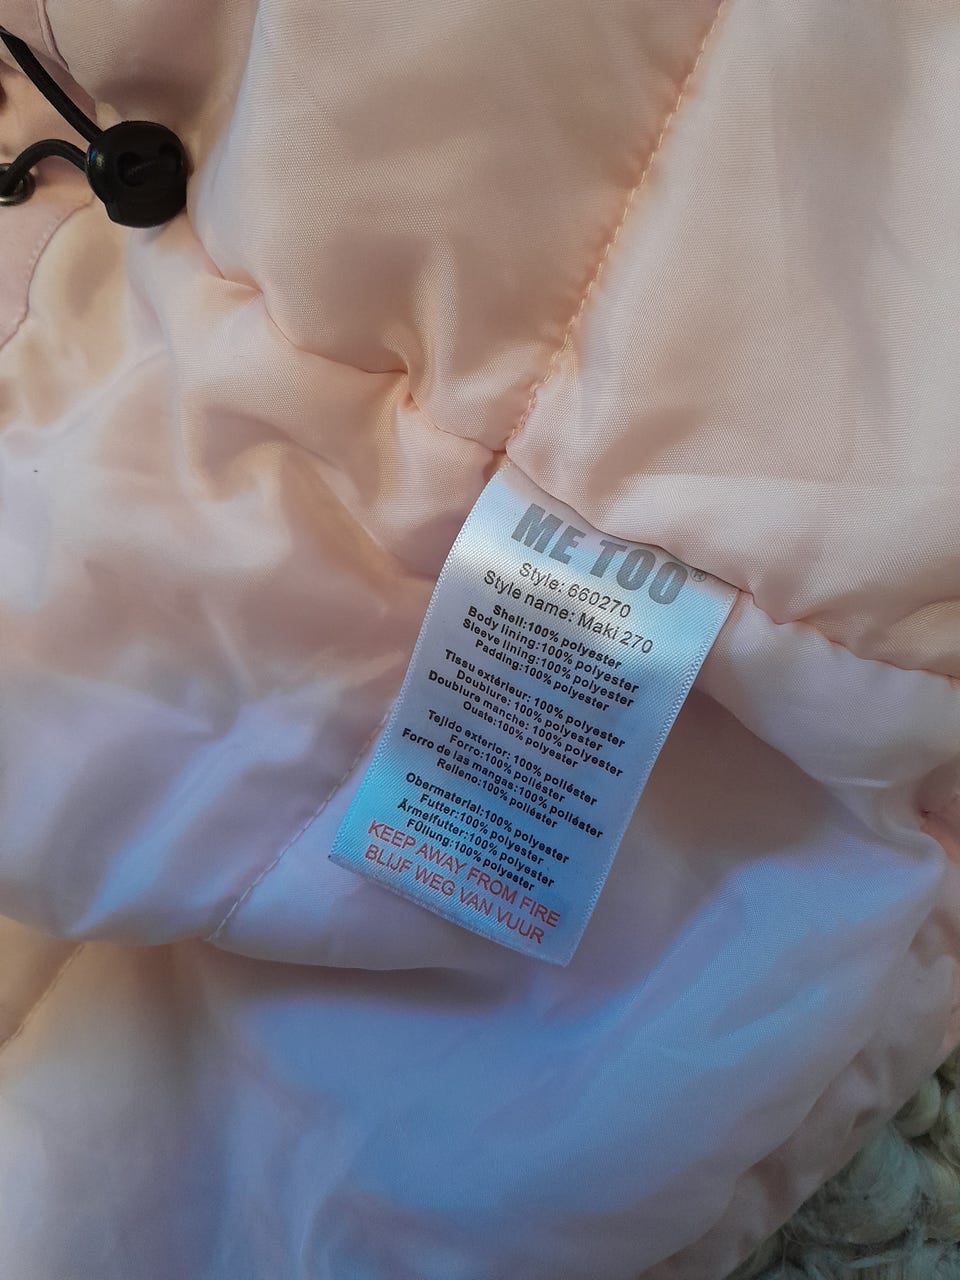 ME TOO®
Style: 660270
Style name: Maki 270
Shell:100% polyester
Body lining:100% polyester
Sleeve lining:100% polyester
Padding:100% polyester
Tissu extérieur: 100% polyester
Doublure: 100% polyester
Doublure manche: 100% polyester
Ouate:100% polyester
Tejido exterior: 100% poliéster
Forro:100% poliéster
Forro de las mangas:100% poliéster
Relleno:100% poliéster
Obermaterial:100% polyester
Futter:100% polyester
Ärmelfutter:100% polyester
FOllung:100% polyester
KEEP AWAY FROM FIRE
BLIJF WEG VAN VUUR